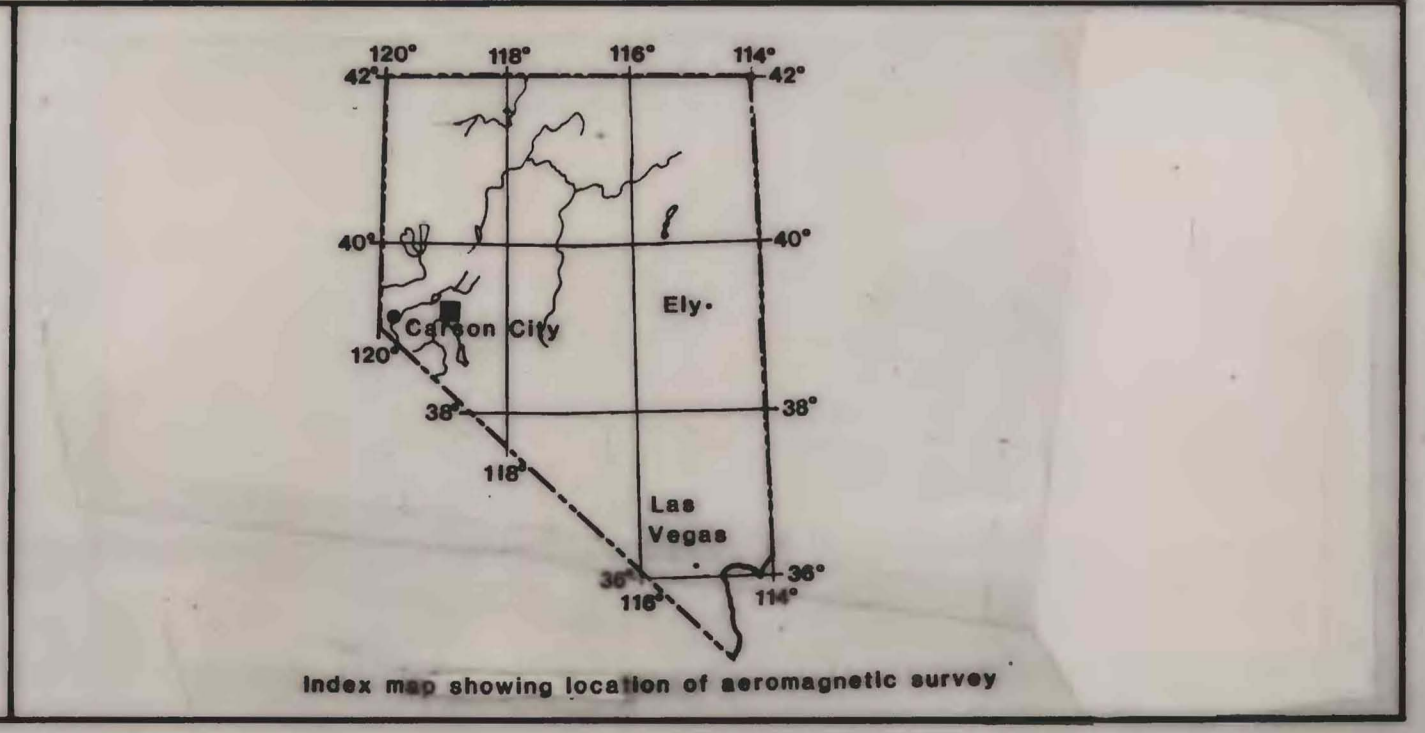 120° 118° 116° 114°
42° 42°
40° 40°
Ely
Carson City
120°
38° 38°
118°
Las
Vegas
36° 36°
116° 114°
Index map showing location of aeromagnetic survey